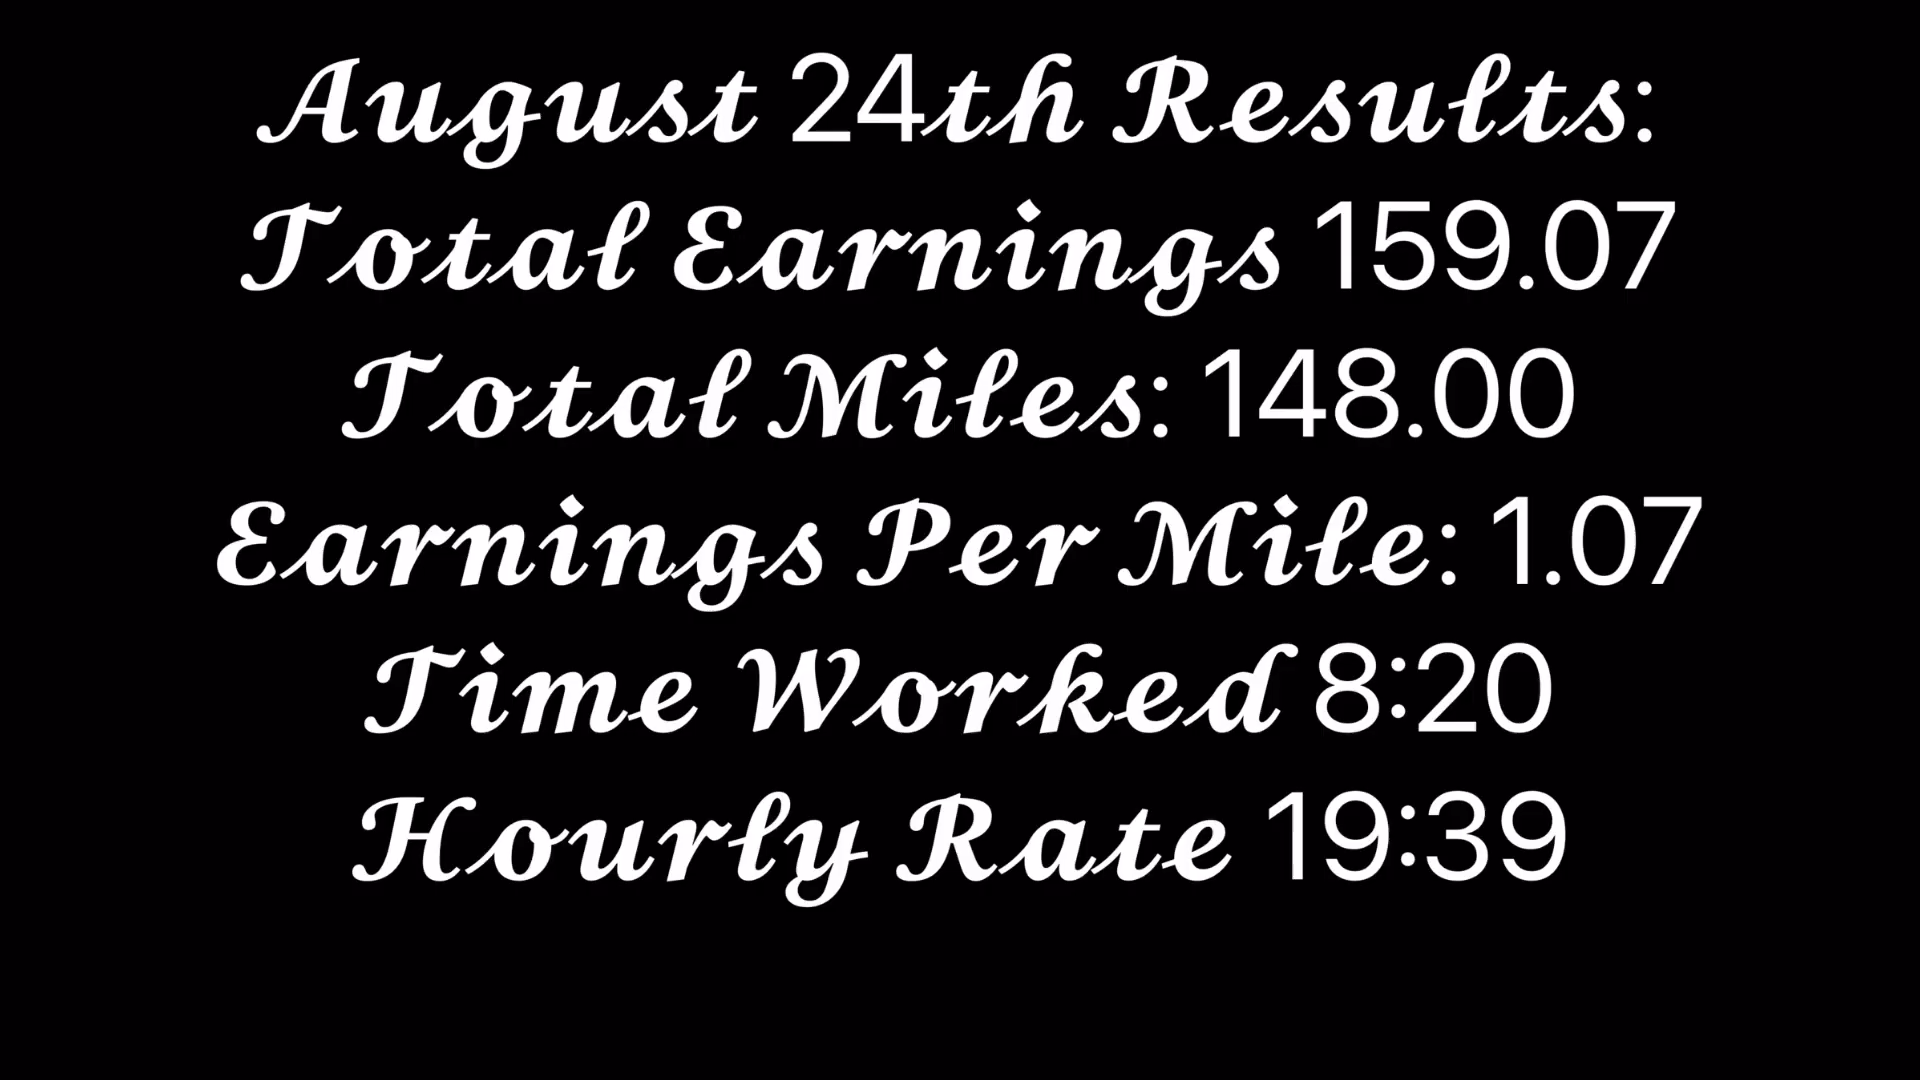 August 24th Results:
Total Earnings 159.07
Total Miles: 148.00
Earnings Per Mile: 1.07
Time Worked 8:20
Hourly Rate 19:39